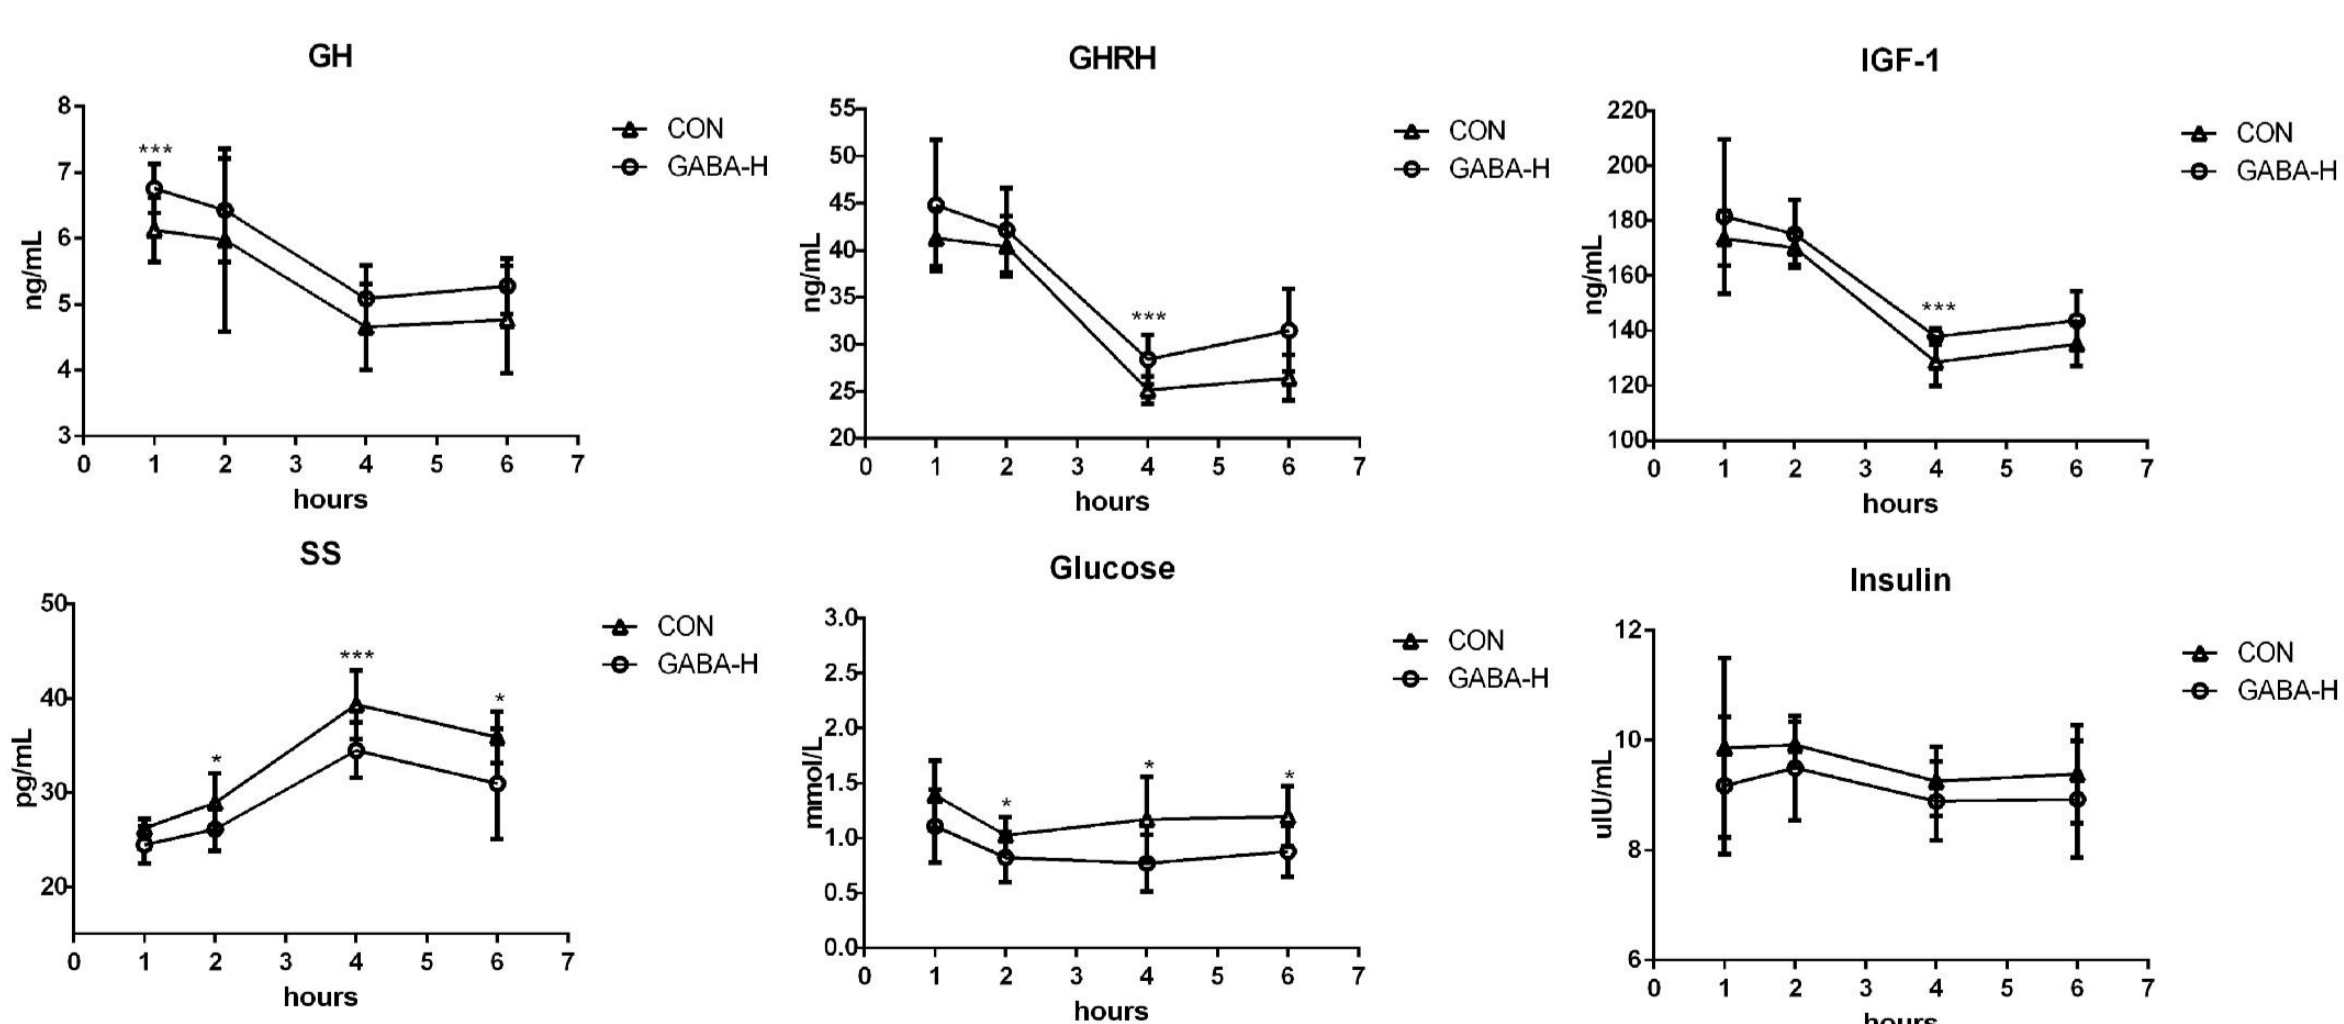 GH
8
7
6
5
4
3
ng/mL
***
0 1 2 3 4 5 6 7
hours
CON
GABA-H
GHRH
55
50
45
40
35
30
25
20
ng/mL
***
0 1 2 3 4 5 6 7
hours
CON
GABA-H
IGF-1
220
200
180
160
140
120
100
ng/mL
***
0 1 2 3 4 5 6 7
hours
CON
GABA-H
SS
50
40
30
20
pg/mL
*
***
*
0 1 2 3 4 5 6 7
hours
CON
GABA-H
Glucose
3.0
2.5
2.0
1.5
1.0
0.5
0.0
mmol/L
*
*
*
0 1 2 3 4 5 6 7
hours
CON
GABA-H
Insulin
12
10
8
6
uIU/mL
0 1 2 3 4 5 6 7
hours
CON
GABA-H